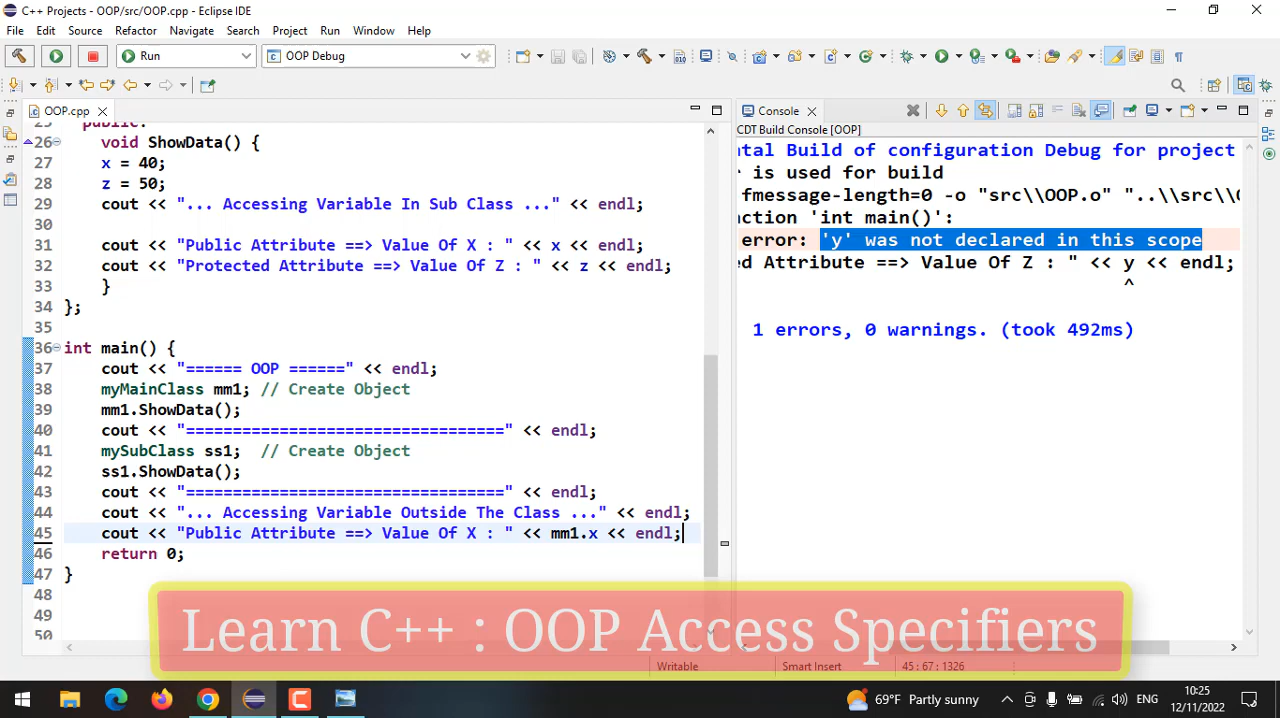 C++ Projects - OOP/src/OOP.cpp - Eclipse IDE
File Edit Source Refactor Navigate Search Project Run Window Help
Run OOP Debug
OOP.cpp
26 void ShowData() {
27 x = 40;
28 z = 50;
29 cout << "... Accessing Variable In Sub Class ..." << endl;
30
31 cout << "Public Attribute ==> Value Of X : " << x << endl;
32 cout << "Protected Attribute ==> Value Of Z : " << z << endl;
33 }
34 };
35
36 int main() {
37 cout << "====== OOP ======" << endl;
38 myMainClass mm1; // Create Object
39 mm1.ShowData();
40 cout << "==================================" << endl;
41 mySubClass ss1; // Create Object
42 ss1.ShowData();
43 cout << "==================================" << endl;
44 cout << "... Accessing Variable Outside The Class ..." << endl;
45 cout << "Public Attribute ==> Value Of X : " << mm1.x << endl;
46 return 0;
47 }
48
49
50
Console
CDT Build Console [OOP]
ntal Build of configuration Debug for project
r is used for build
fmessage-length=0 -o "src\\OOP.o" "..\\src\\O
nction 'int main()':
error: 'y' was not declared in this scope
ed Attribute ==> Value Of Z : " << y << endl;
^
1 errors, 0 warnings. (took 492ms)
Learn C++ : OOP Access Specifiers
Writable Smart Insert 45 : 67 : 1326
69°F Partly sunny ENG 10:25
12/11/2022